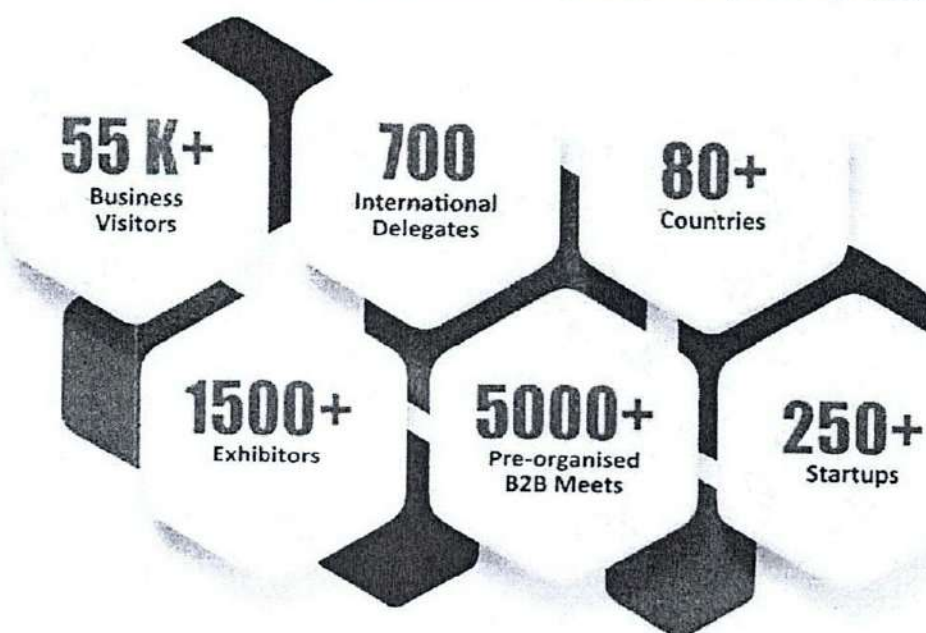 55 K+
Business
Visitors
700
International
Delegates
80+
Countries
1500+
Exhibitors
5000+
Pre-organised
B2B Meets
250+
Startups